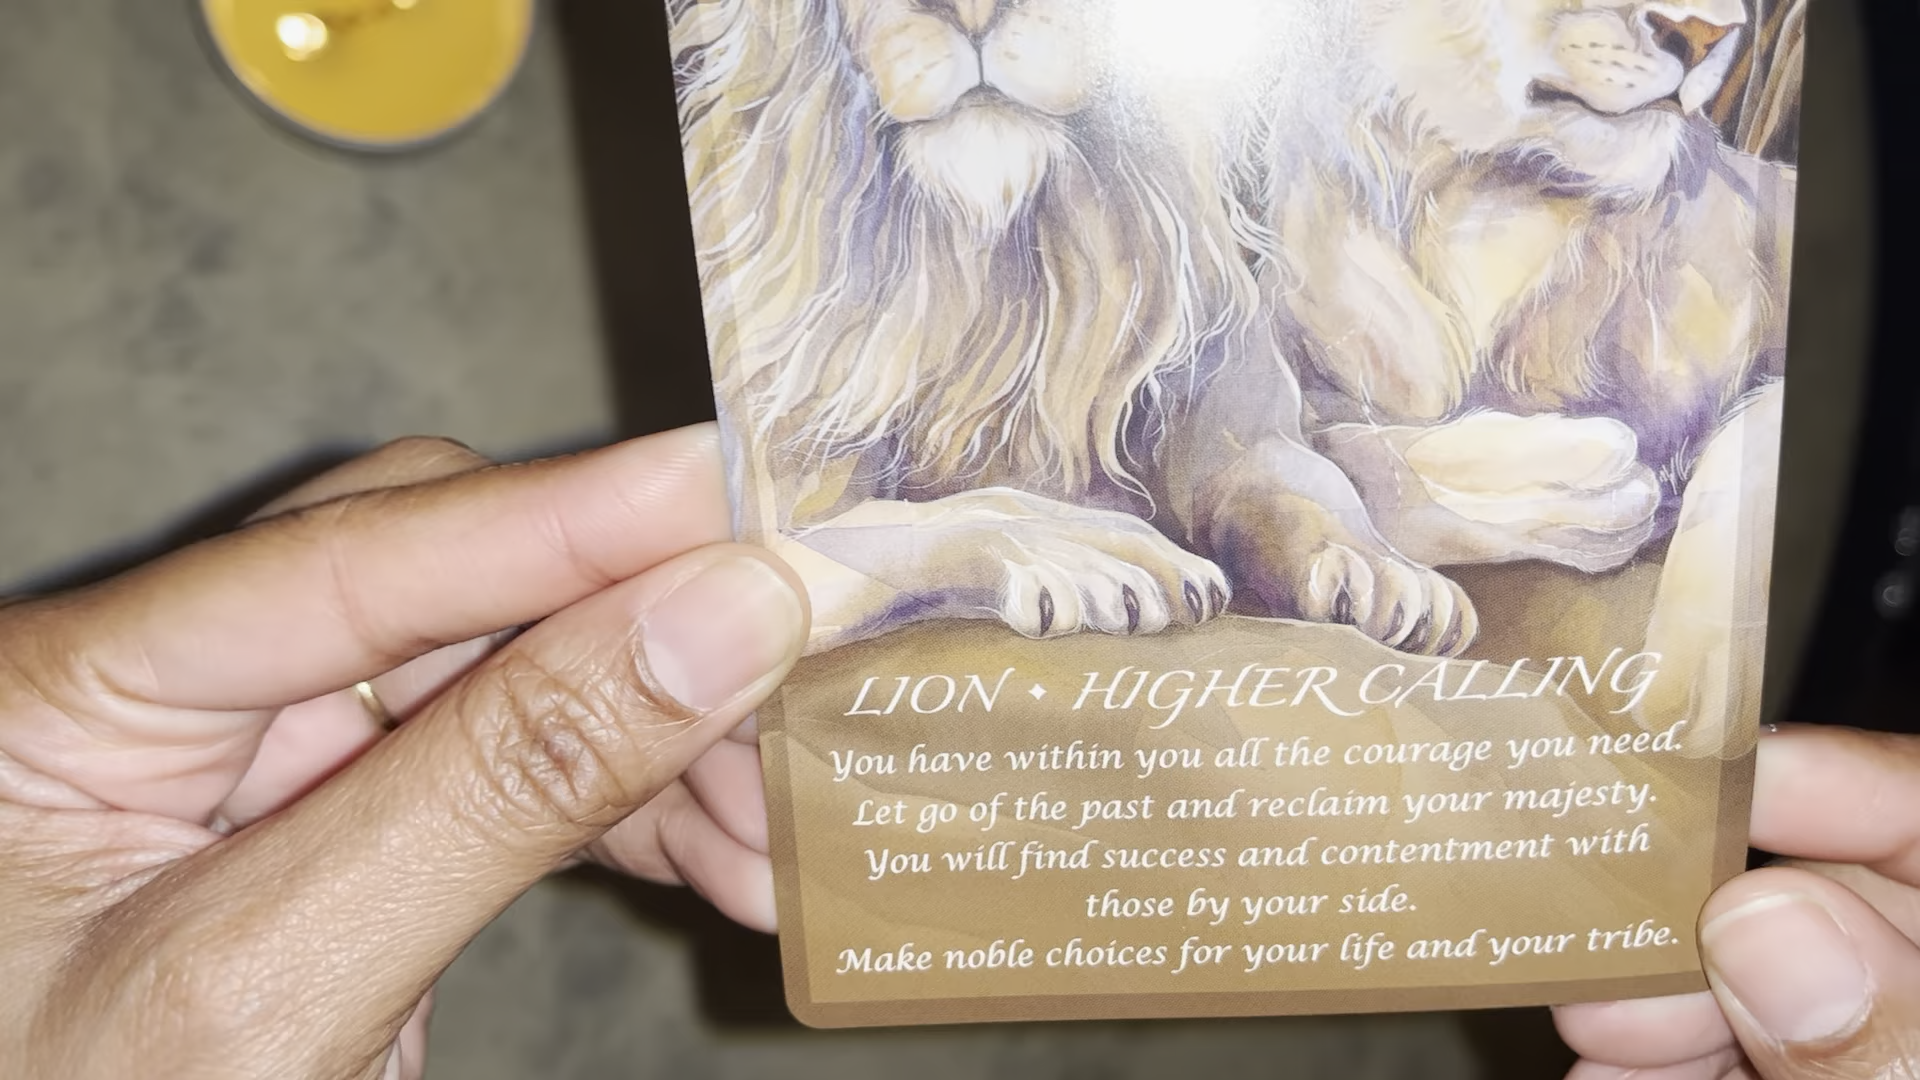 LION ✦ HIGHER CALLING
You have within you all the courage you need.
Let go of the past and reclaim your majesty.
You will find success and contentment with
those by your side.
Make noble choices for your life and your tribe.